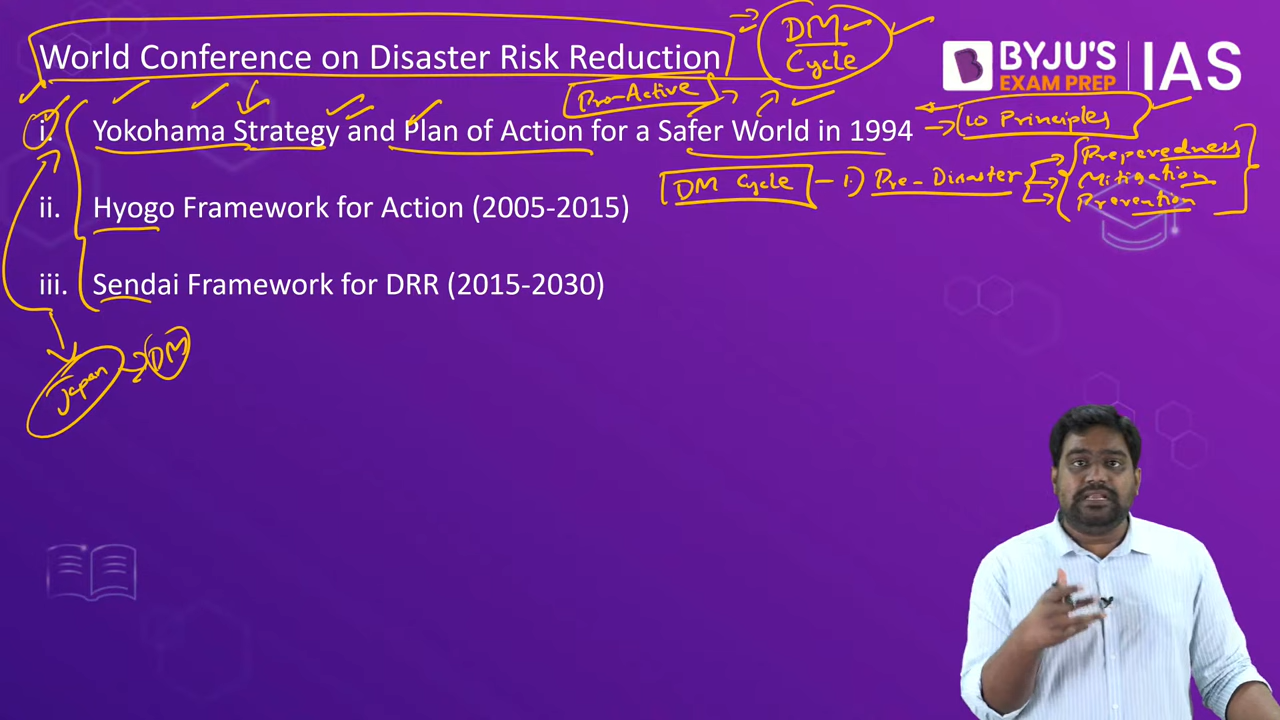 World Conference on Disaster Risk Reduction
DM
Cycle
BYJU'S
EXAM PREP
IAS
Pro-Active
i. Yokohama Strategy and Plan of Action for a Safer World in 1994
10 Principles
DM Cycle - 1.) Pre-Disaster
Preperedness
Mitigation
Prevention
ii. Hyogo Framework for Action (2005-2015)
iii. Sendai Framework for DRR (2015-2030)
Japan
DM